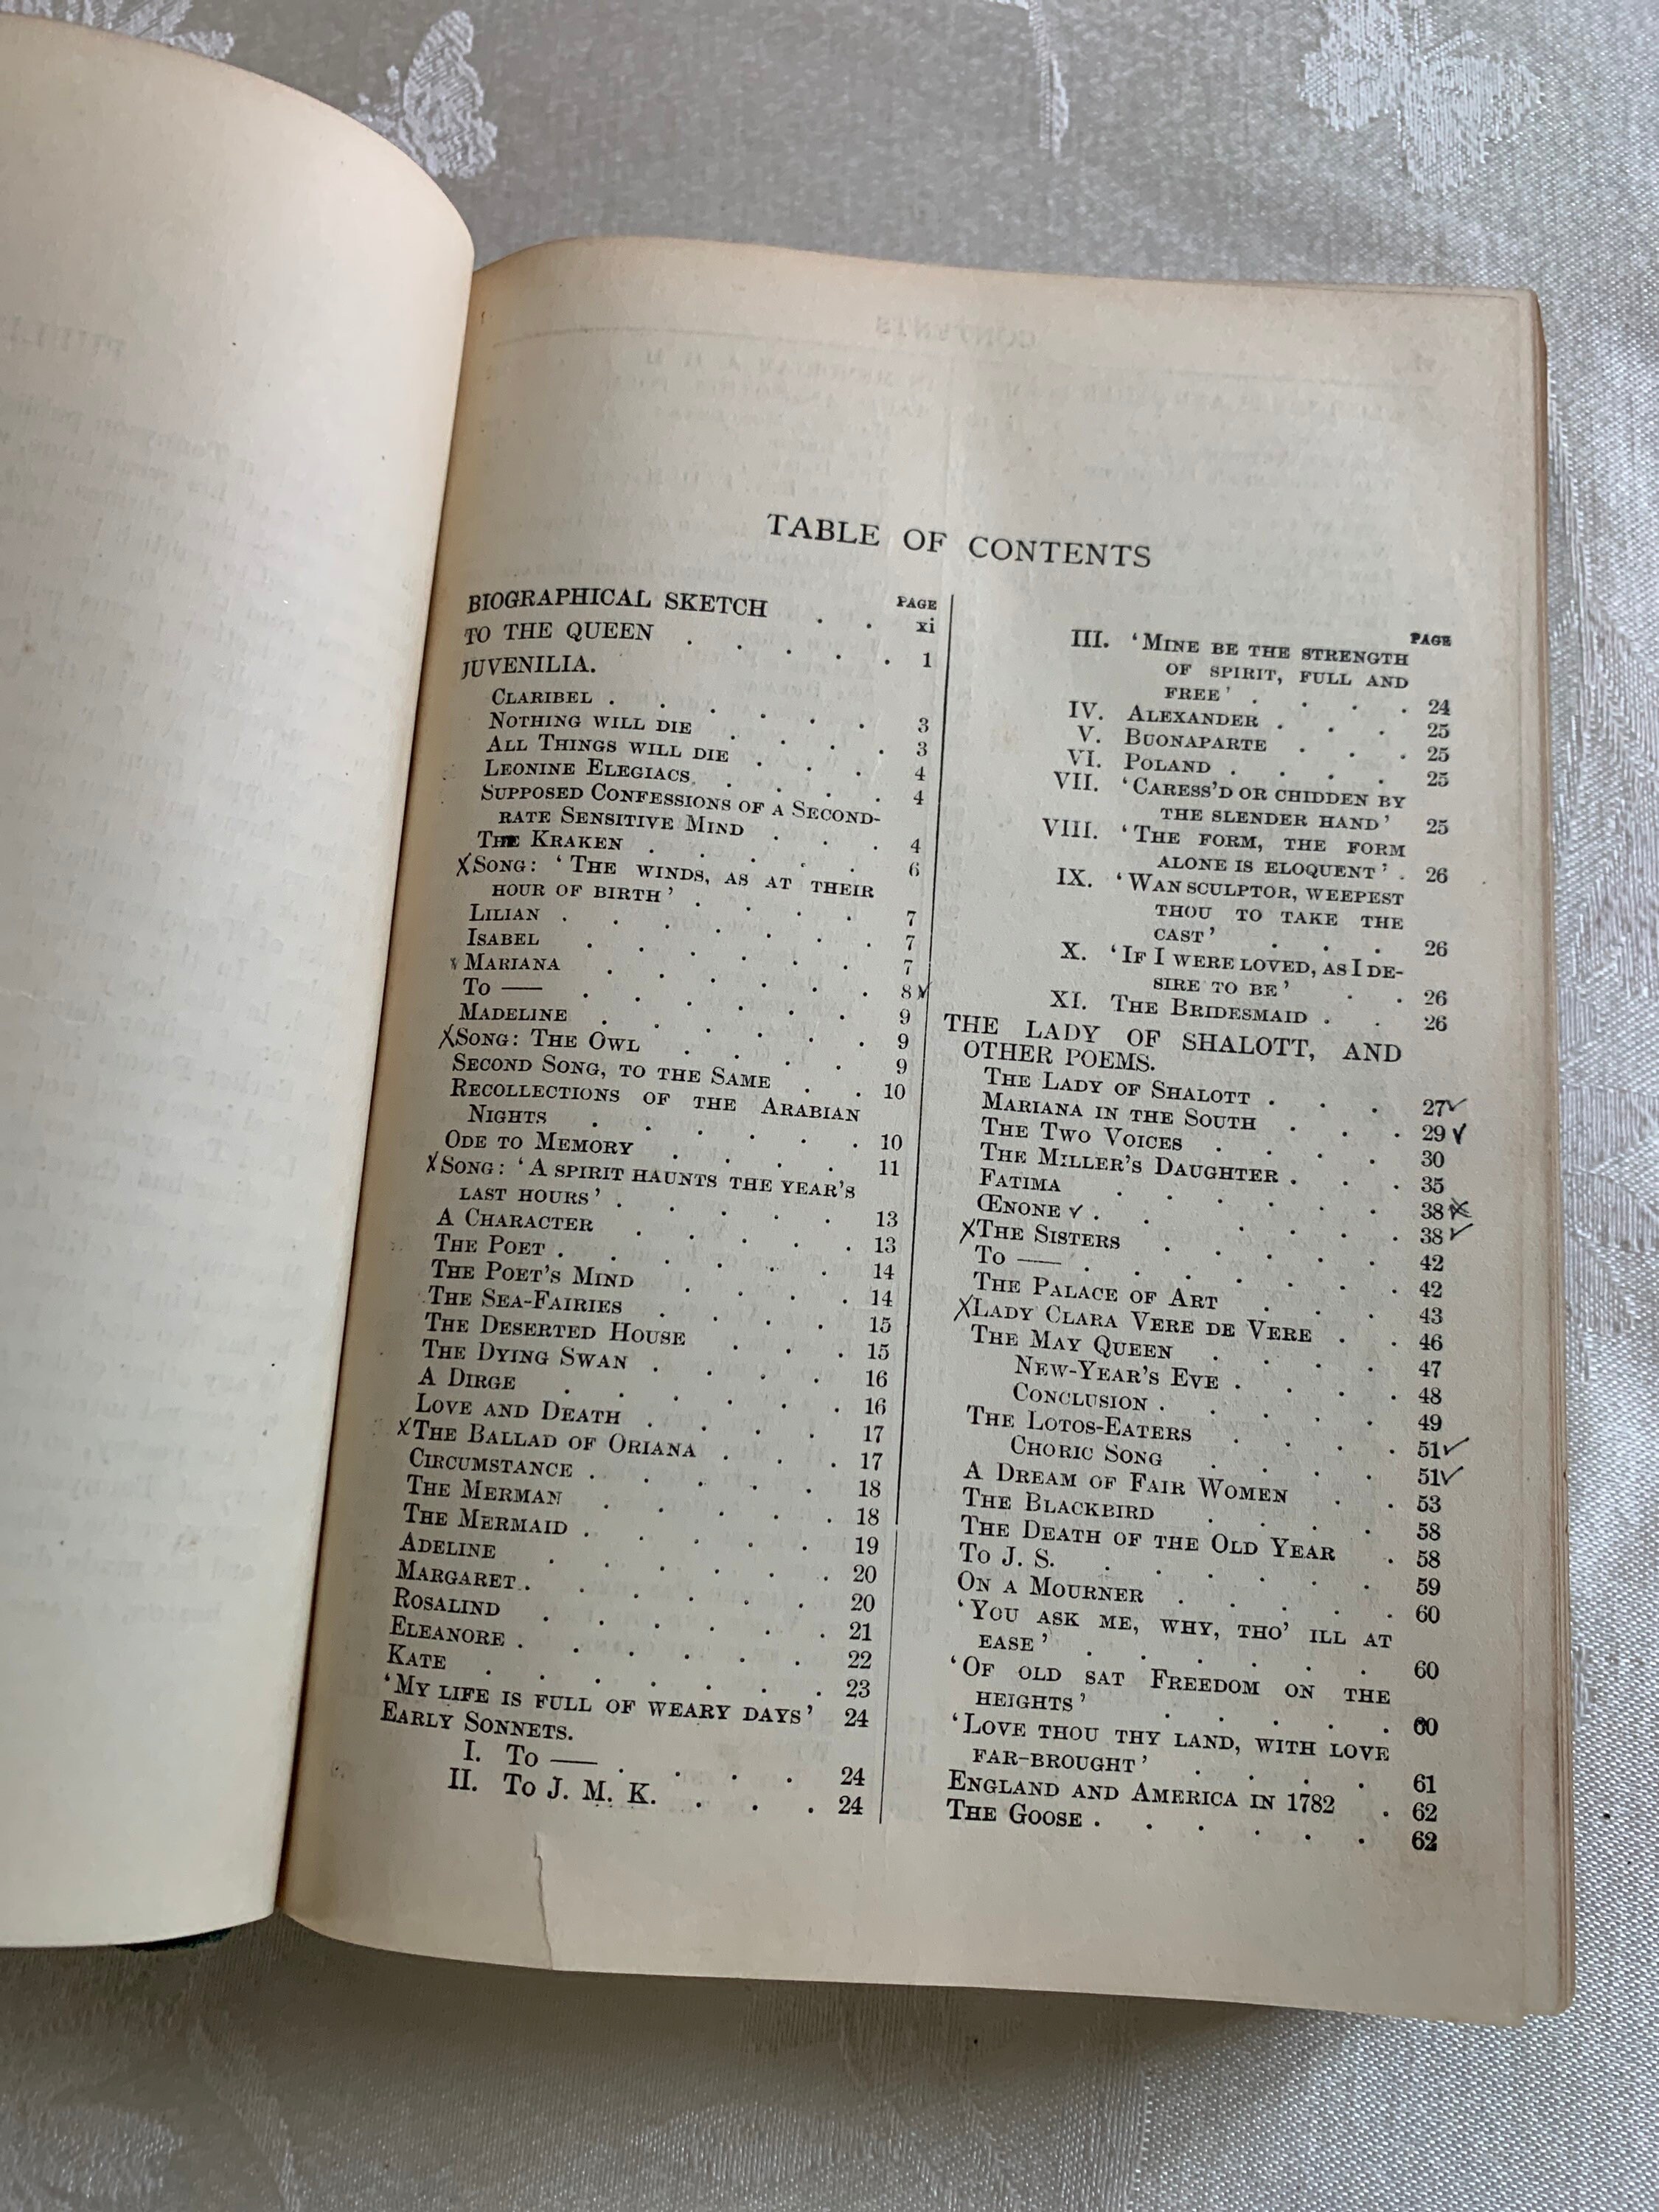 TABLE OF CONTENTS
PAGE
BIOGRAPHICAL SKETCH . . xi
TO THE QUEEN . . . . . 1
JUVENILIA.
CLARIBEL . . . . . . 3
NOTHING WILL DIE . . . . 3
ALL THINGS WILL DIE . . . 4
LEONINE ELEGIACS . . . . 4
SUPPOSED CONFESSIONS OF A SECOND-
RATE SENSITIVE MIND . . . 4
THE KRAKEN . . . . . 6
X SONG: ‘THE WINDS, AS AT THEIR
HOUR OF BIRTH’ . . . . 7
LILIAN . . . . . . 7
ISABEL . . . . . . 7
x MARIANA . . . . . . 8 ✓
TO —— . . . . . . 9
MADELINE . . . . . . 9
X SONG: THE OWL . . . . 9
SECOND SONG, TO THE SAME . . 10
RECOLLECTIONS OF THE ARABIAN
NIGHTS . . . . . . 10
ODE TO MEMORY . . . . 11
X SONG: ‘A SPIRIT HAUNTS THE YEAR'S
LAST HOURS’ . . . . . 13
A CHARACTER . . . . . 13
THE POET . . . . . . 14
THE POET'S MIND . . . . 14
THE SEA-FAIRIES . . . . 15
THE DESERTED HOUSE . . . 15
THE DYING SWAN . . . . 16
A DIRGE . . . . . . 16
LOVE AND DEATH . . . . 17
X THE BALLAD OF ORIANA . . . 17
CIRCUMSTANCE . . . . . 18
THE MERMAN . . . . . 18
THE MERMAID . . . . . 19
ADELINE . . . . . . 20
MARGARET . . . . . . 20
ROSALIND . . . . . . 21
ELEANORE . . . . . . 22
KATE . . . . . . . 23
‘MY LIFE IS FULL OF WEARY DAYS’ 24
EARLY SONNETS.
I. TO —— . . . . 24
II. TO J. M. K. . . . 24
PAGE
III. ‘MINE BE THE STRENGTH
OF SPIRIT, FULL AND
FREE’ . . . . 24
IV. ALEXANDER . . . 25
V. BUONAPARTE . . . 25
VI. POLAND . . . . 25
VII. ‘CARESS'D OR CHIDDEN BY
THE SLENDER HAND’ 25
VIII. ‘THE FORM, THE FORM
ALONE IS ELOQUENT’ . 26
IX. ‘WAN SCULPTOR, WEEPEST
THOU TO TAKE THE
CAST’ . . . 26
X. ‘IF I WERE LOVED, AS I DE-
SIRE TO BE’ . . 26
XI. THE BRIDESMAID . . 26
THE LADY OF SHALOTT, AND
OTHER POEMS.
THE LADY OF SHALOTT . . . 27 ✓
MARIANA IN THE SOUTH . . . 29 ✓
THE TWO VOICES . . . . 30
THE MILLER'S DAUGHTER . . . 35
FATIMA . . . . . . 38 X
ŒNONE ✓ . . . . . . 38 ✓
X THE SISTERS . . . . . 42
TO —— . . . . . . 42
THE PALACE OF ART . . . . 43
X LADY CLARA VERE DE VERE . . 46
THE MAY QUEEN . . . . 47
NEW-YEAR'S EVE . . . . 48
CONCLUSION . . . . . 49
THE LOTOS-EATERS . . . . 51 ✓
CHORIC SONG . . . . 51 ✓
A DREAM OF FAIR WOMEN . . 53
THE BLACKBIRD . . . . 58
THE DEATH OF THE OLD YEAR . 58
TO J. S. . . . . . . 59
ON A MOURNER . . . . . 60
‘YOU ASK ME, WHY, THO' ILL AT
EASE’ . . . . . . 60
‘OF OLD SAT FREEDOM ON THE
HEIGHTS’ . . . . . 60
‘LOVE THOU THY LAND, WITH LOVE
FAR-BROUGHT’ . . . . 61
ENGLAND AND AMERICA IN 1782 . 62
THE GOOSE . . . . . . 62